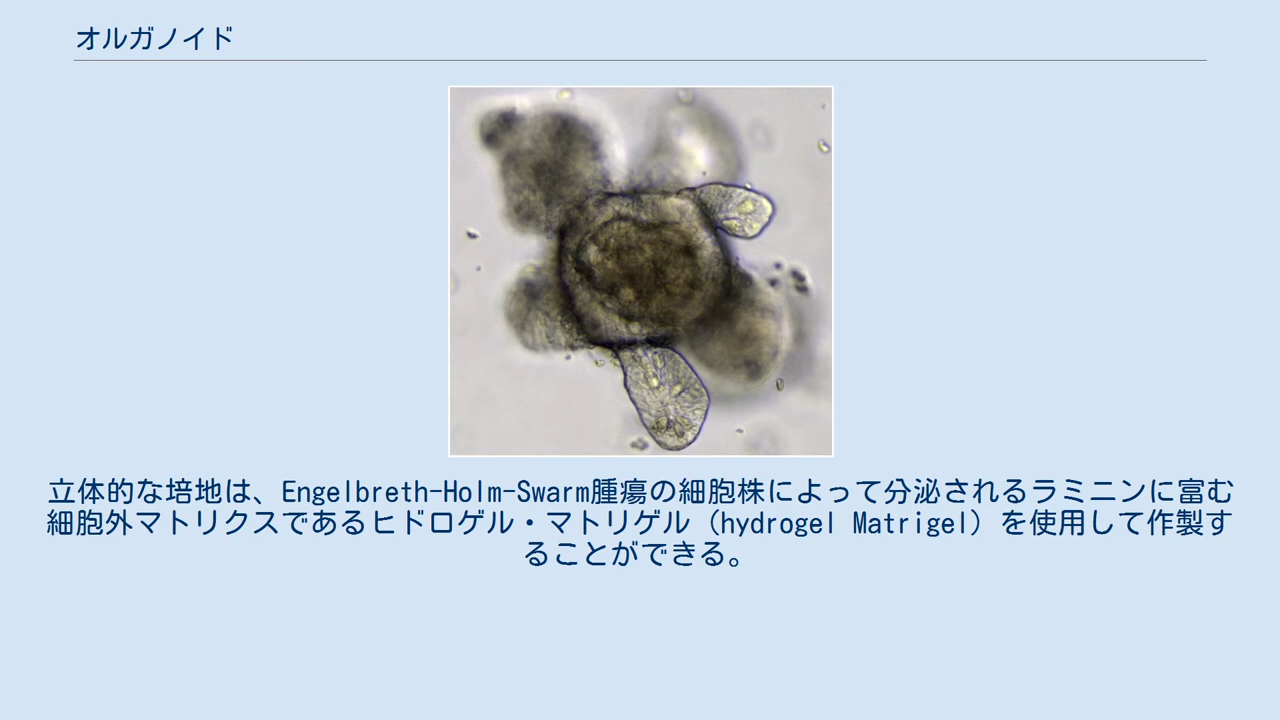 オルガノイド
立体的な培地は、Engelbreth-Holm-Swarm腫瘍の細胞株によって分泌されるラミニンに富む
細胞外マトリクスであるヒドロゲル・マトリゲル（hydrogel Matrigel）を使用して作製す
ることができる。